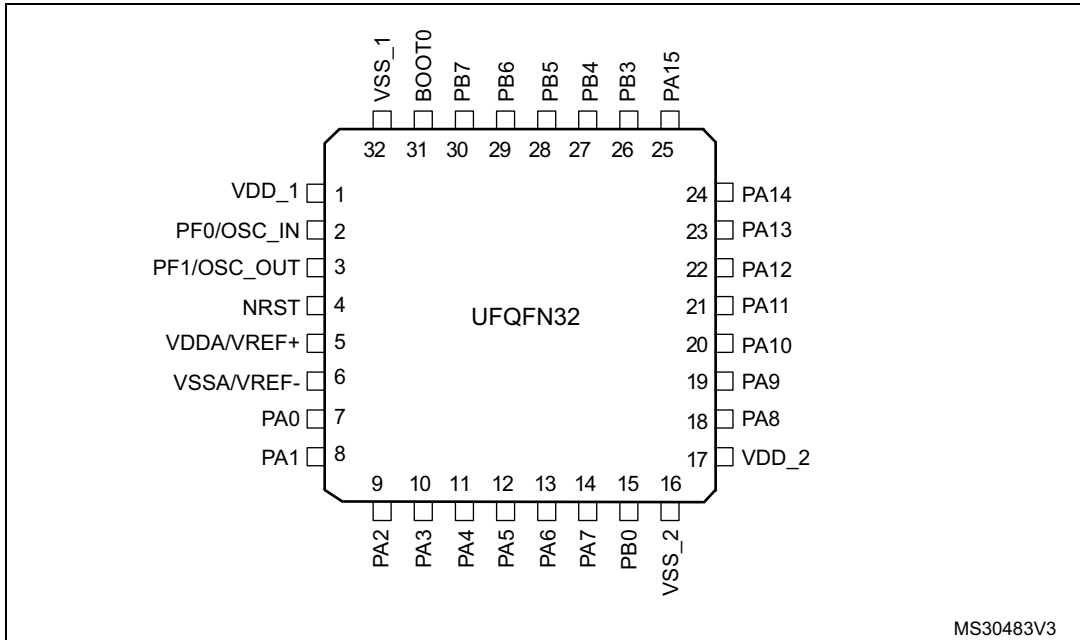 VSS_1
BOOT0
PB7
PB6
PB5
PB4
PB3
PA15
32 31 30 29 28 27 26 25
VDD_1 1
PF0/OSC_IN 2
PF1/OSC_OUT 3
NRST 4
VDDA/VREF+ 5
VSSA/VREF- 6
PA0 7
PA1 8
UFQFN32
24 PA14
23 PA13
22 PA12
21 PA11
20 PA10
19 PA9
18 PA8
17 VDD_2
9 10 11 12 13 14 15 16
PA2
PA3
PA4
PA5
PA6
PA7
PB0
VSS_2
MS30483V3